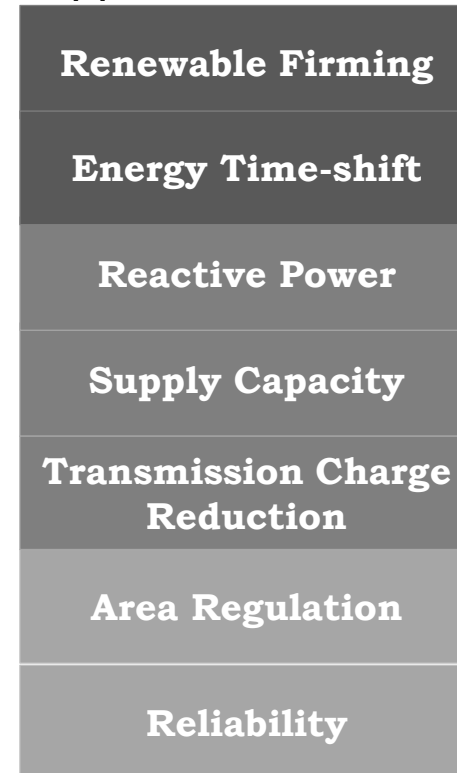 Renewable Firming
Energy Time-shift
Reactive Power
Supply Capacity
Transmission Charge
Reduction
Area Regulation
Reliability